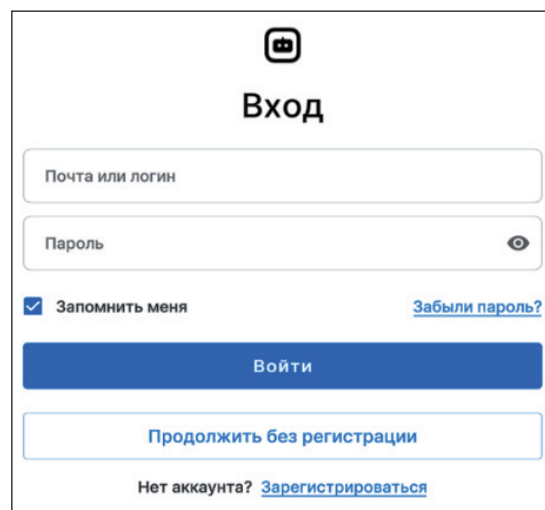 Вход
Почта или логин
Пароль
Запомнить меня Забыли пароль?
Войти
Продолжить без регистрации
Нет аккаунта? Зарегистрироваться